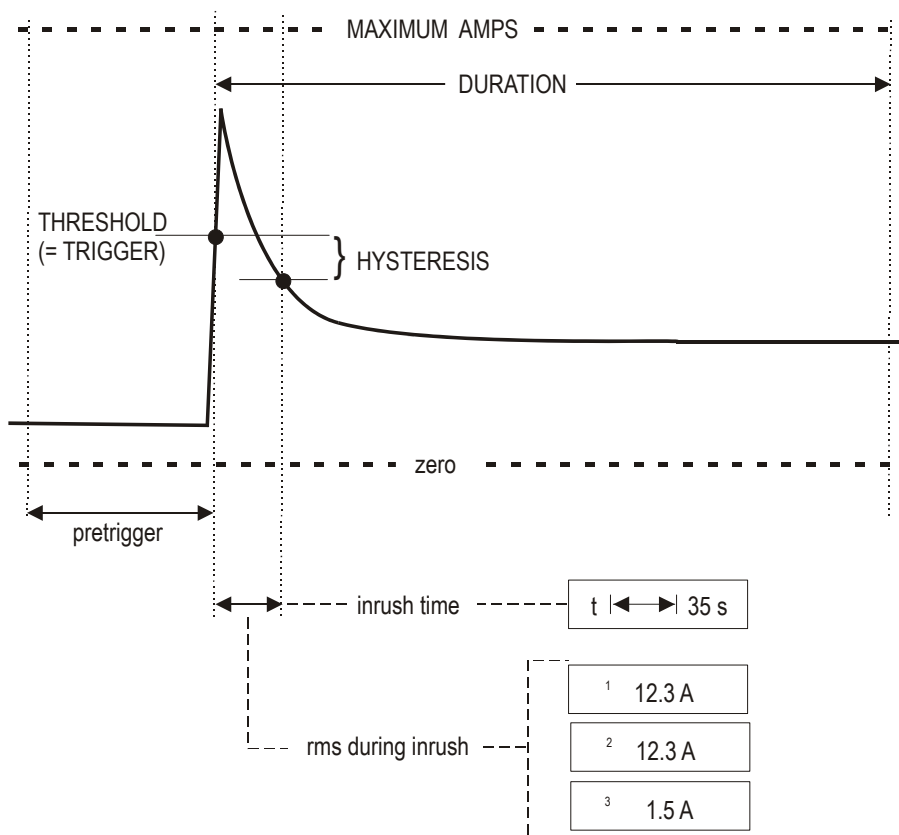 MAXIMUM AMPS
DURATION
THRESHOLD
(= TRIGGER)
HYSTERESIS
zero
pretrigger
inrush time
t 35 s
1 12.3 A
rms during inrush
2 12.3 A
3 1.5 A